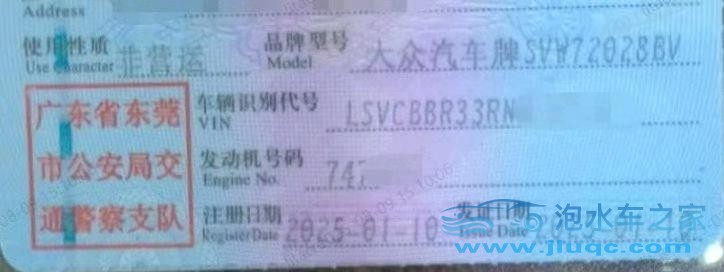 Address
使用性质 非营运 品牌型号 大众汽车牌SVW72028BV
Use Character Model
广东省东莞
市公安局交
通警察支队
车辆识别代号 LSVCBBR33RN
VIN
发动机号码 747
Engine No.
注册日期 2025-01-10 发证日期
Register Date Issue Date
泡水车之家
www.jluqc.com